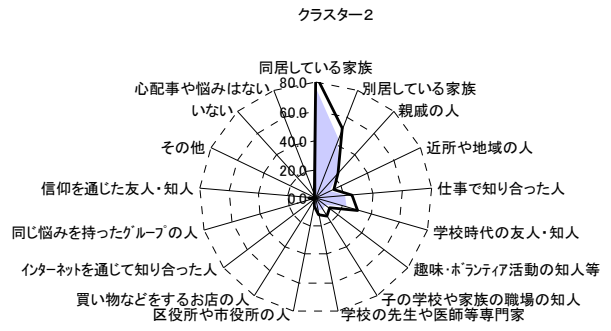 クラスター2
同居している家族
80.0
心配事や悩みはない
別居している家族
いない
60.0
親戚の人
その他
40.0
近所や地域の人
20.0
信仰を通じた友人・知人
0.0
仕事で知り合った人
同じ悩みを持ったｸﾞﾙｰﾌﾟの人
学校時代の友人・知人
ｲﾝﾀｰﾈｯﾄを通じて知り合った人
趣味･ﾎﾞﾗﾝﾃｨｱ活動の知人等
買い物などをするお店の人
子の学校や家族の職場の知人
区役所や市役所の人
学校の先生や医師等専門家